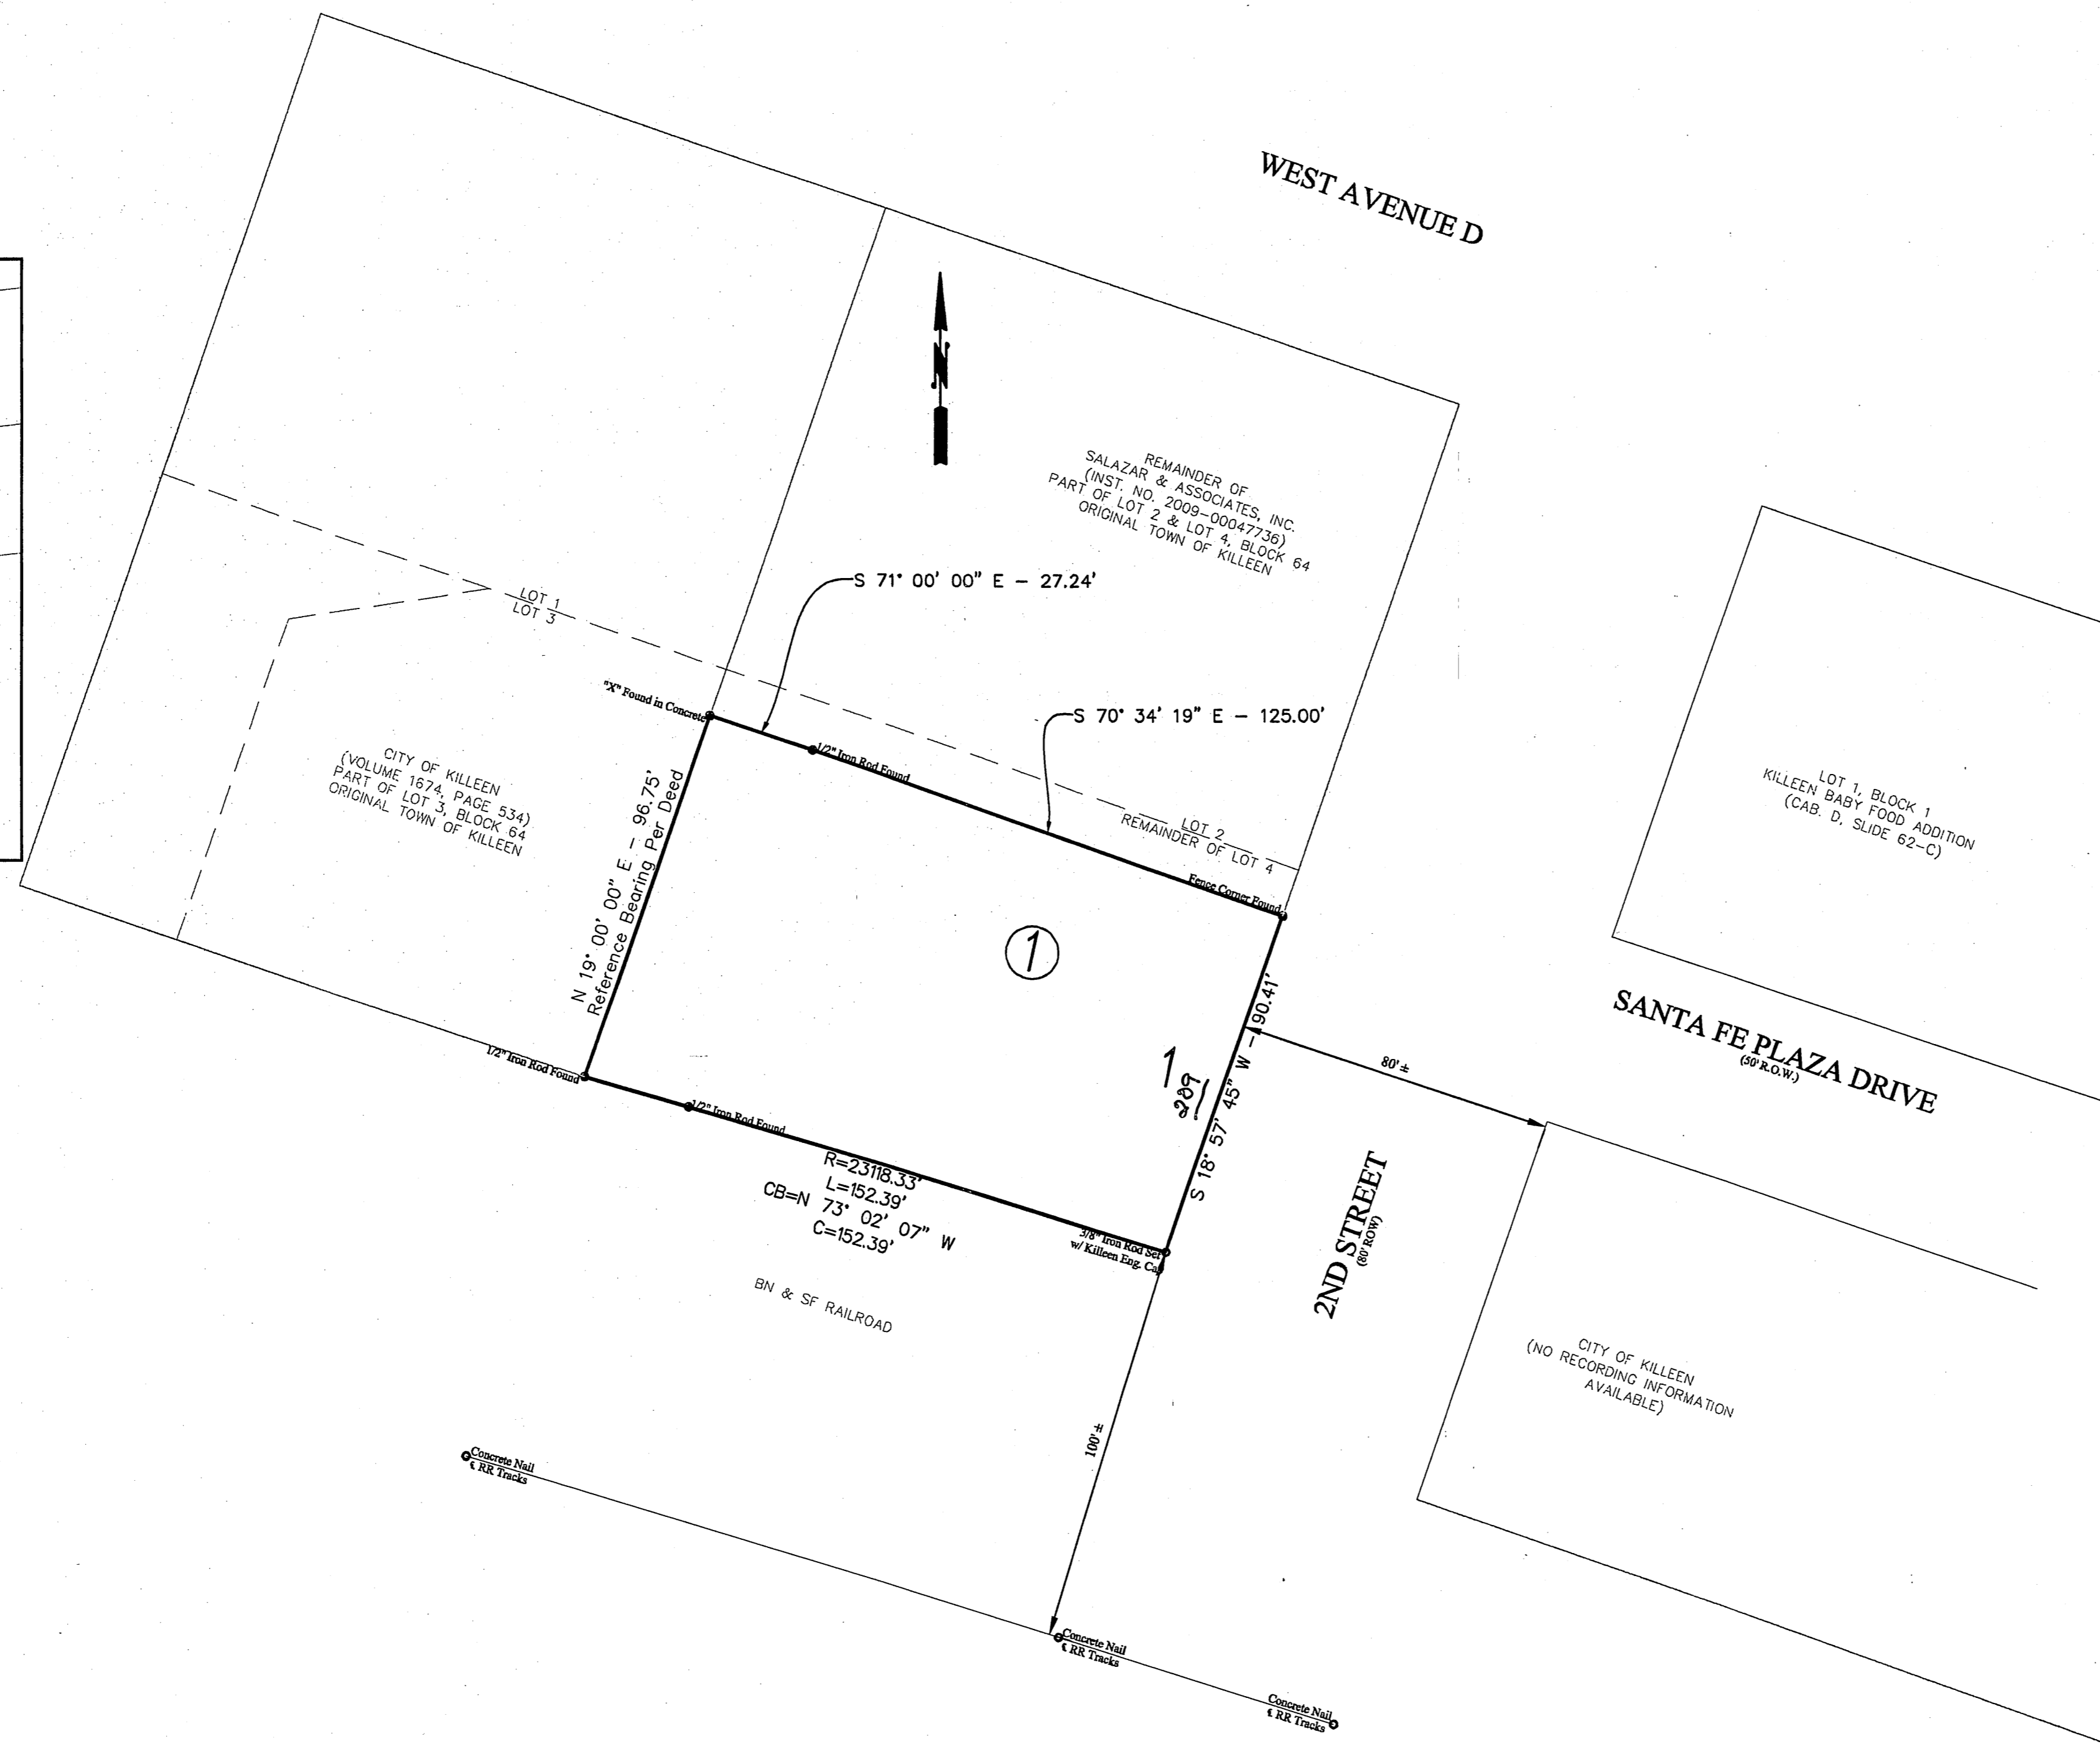 WEST AVENUE D
N
REMAINDER OF
SALAZAR & ASSOCIATES, INC.
(INST. NO. 2009-00047736)
PART OF LOT 2 & LOT 4, BLOCK 64
ORIGINAL TOWN OF KILLEEN
S 71° 00' 00" E - 27.24'
LOT 1
LOT 3
"X" Found in Concrete
S 70° 34' 19" E - 125.00'
1/2" Iron Rod Found
CITY OF KILLEEN
(VOLUME 1674, PAGE 534)
PART OF LOT 3, BLOCK 64
ORIGINAL TOWN OF KILLEEN
N 19° 00' 00" E - 96.75'
Reference Bearing Per Deed
LOT 2
REMAINDER OF LOT 4
Fence Corner Found
LOT 1, BLOCK 1
KILLEEN BABY FOOD ADDITION
(CAB. D, SLIDE 62-C)
1
S 18° 57' 45" W - 90.41'
1
209
80' ±
SANTA FE PLAZA DRIVE
(50' R.O.W.)
1/2" Iron Rod Found
1/2" Iron Rod Found
R=23118.33'
L=152.39'
CB=N 73° 02' 07" W
C=152.39'
3/8" Iron Rod Set
w/ Killeen Eng. Cap
2ND STREET
(80' ROW)
BN & SF RAILROAD
CITY OF KILLEEN
(NO RECORDING INFORMATION
AVAILABLE)
100' ±
Concrete Nail
℄ RR Tracks
Concrete Nail
℄ RR Tracks
Concrete Nail
℄ RR Tracks